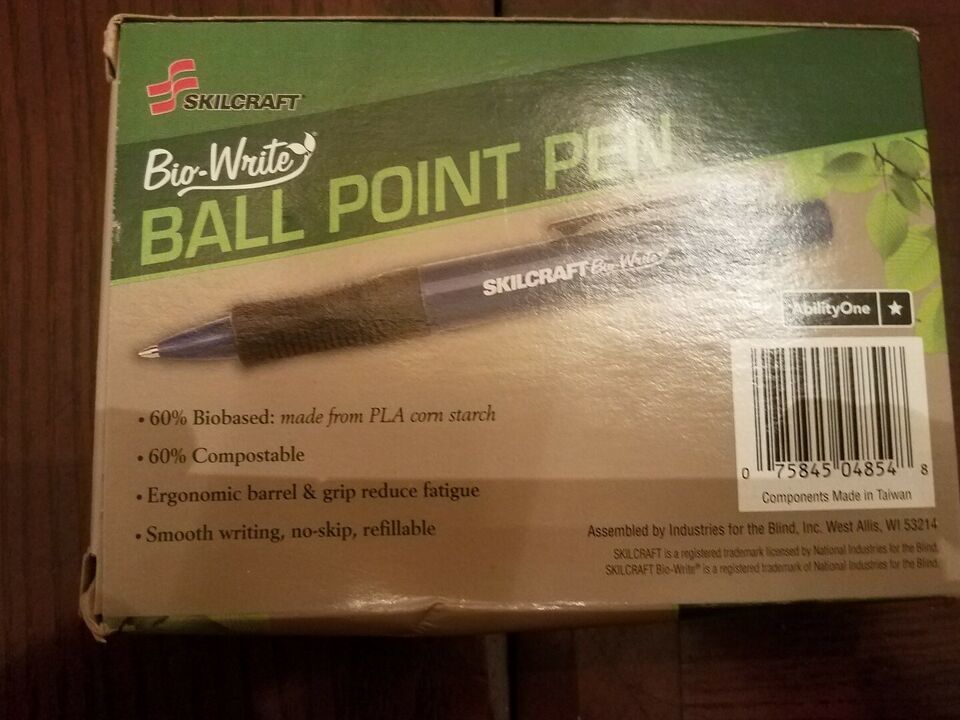 SKILCRAFT
Bio-Write
BALL POINT PEN
SKILCRAFT Bio-Write
AbilityOne
• 60% Biobased: made from PLA corn starch
• 60% Compostable
• Ergonomic barrel & grip reduce fatigue
• Smooth writing, no-skip, refillable
0 75845 04854 8
Components Made in Taiwan
Assembled by Industries for the Blind, Inc. West Allis, WI 53214
SKILCRAFT is a registered trademark licensed by National Industries for the Blind.
SKILCRAFT Bio-Write® is a registered trademark of National Industries for the Blind.